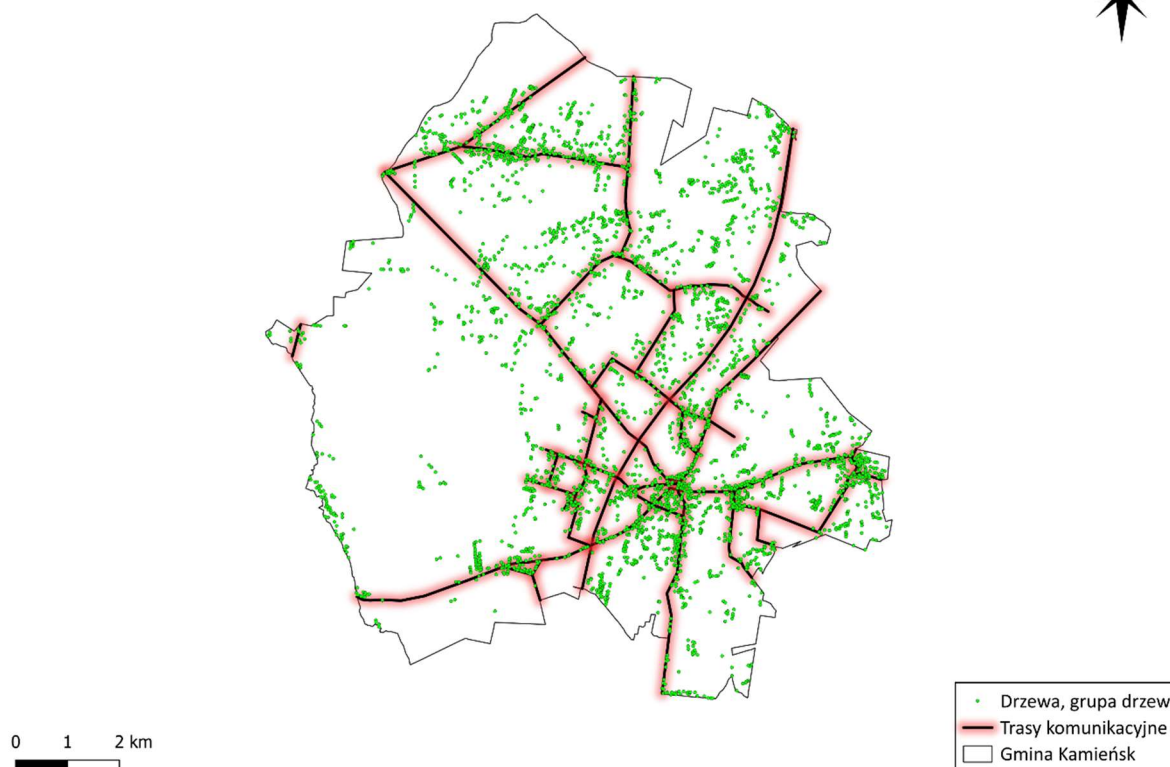 0 1 2 km
Drzewa, grupa drzew
Trasy komunikacyjne
Gmina Kamieńsk